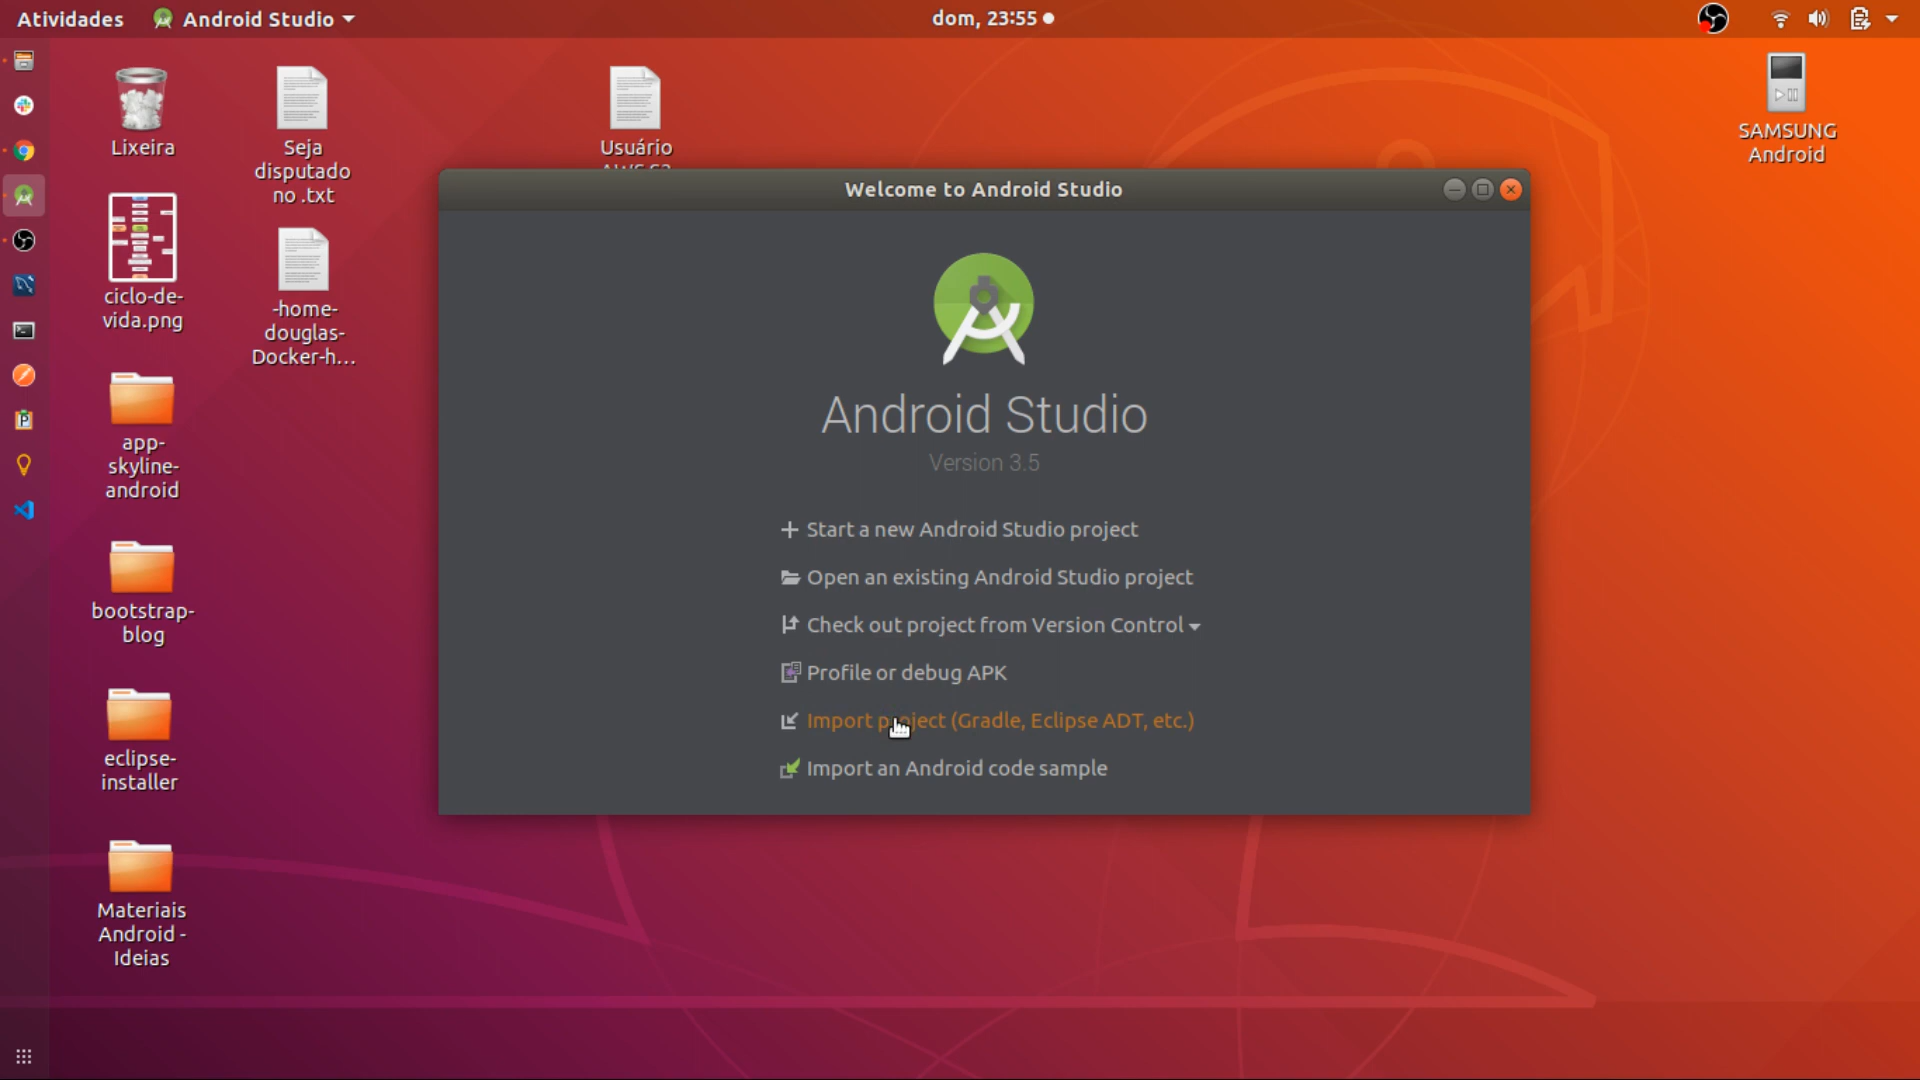 Atividades
Android Studio
dom, 23:55
Lixeira
Seja
disputado
no .txt
Usuário
SAMSUNG
Android
ciclo-de-
vida.png
-home-
douglas-
Docker-h...
app-
skyline-
android
bootstrap-
blog
eclipse-
installer
Materiais
Android -
Ideias
Welcome to Android Studio
Android Studio
Version 3.5
Start a new Android Studio project
Open an existing Android Studio project
Check out project from Version Control
Profile or debug APK
Import project (Gradle, Eclipse ADT, etc.)
Import an Android code sample